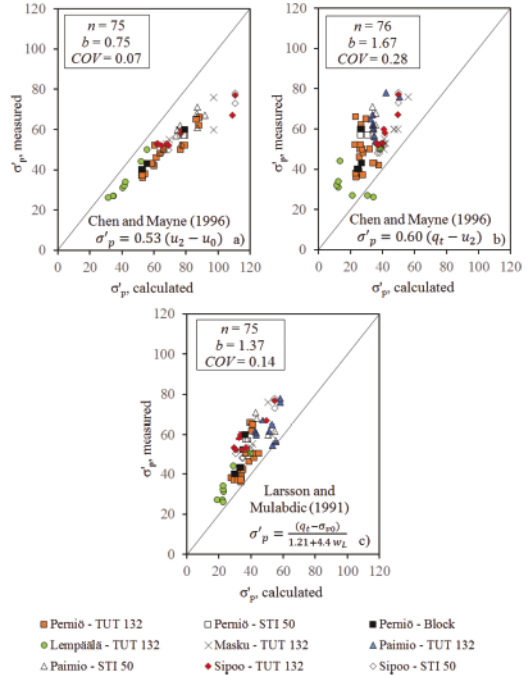 n = 75
b = 0.75
COV = 0.07
120
100
80
60
40
20
0
σ'p, measured
Chen and Mayne (1996)
σ'p = 0.53 (u2 − u0) a)
0 20 40 60 80 100 120
σ'p, calculated
n = 76
b = 1.67
COV = 0.28
120
100
80
60
40
20
0
σ'p, measured
Chen and Mayne (1996)
σ'p = 0.60 (qt − u2) b)
0 20 40 60 80 100 120
σ'p, calculated
n = 75
b = 1.37
COV = 0.14
120
100
80
60
40
20
0
σ'p, measured
Larsson and
Mulabdic (1991)
σ'p = (qt−σv0) / 1.21+4.4 wL c)
0 20 40 60 80 100 120
σ'p, calculated
Perniö - TUT 132 Perniö - STI 50 Perniö - Block
Lempäälä - TUT 132 Masku - TUT 132 Paimio - TUT 132
Paimio - STI 50 Sipoo - TUT 132 Sipoo - STI 50